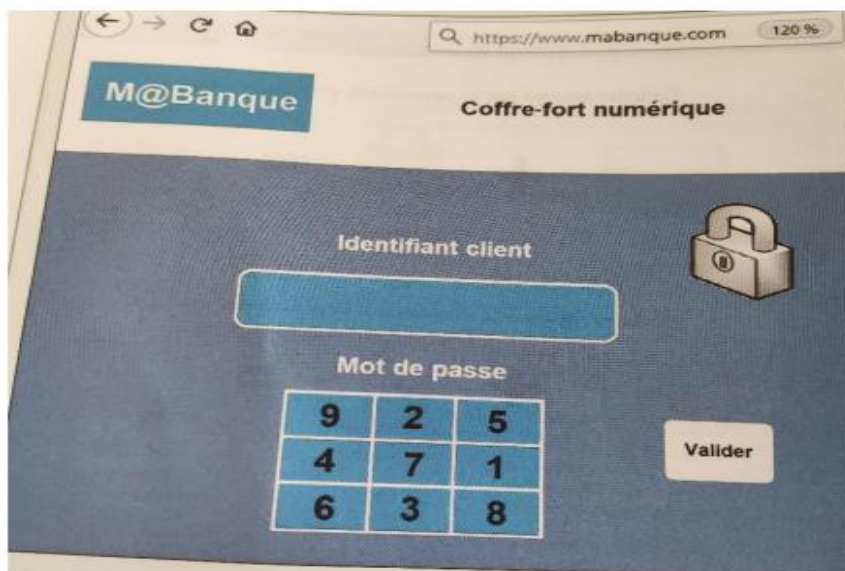 https://www.mabanque.com 120 %
M@Banque
Coffre-fort numérique
Identifiant client
Mot de passe
9 2 5
4 7 1
6 3 8
Valider